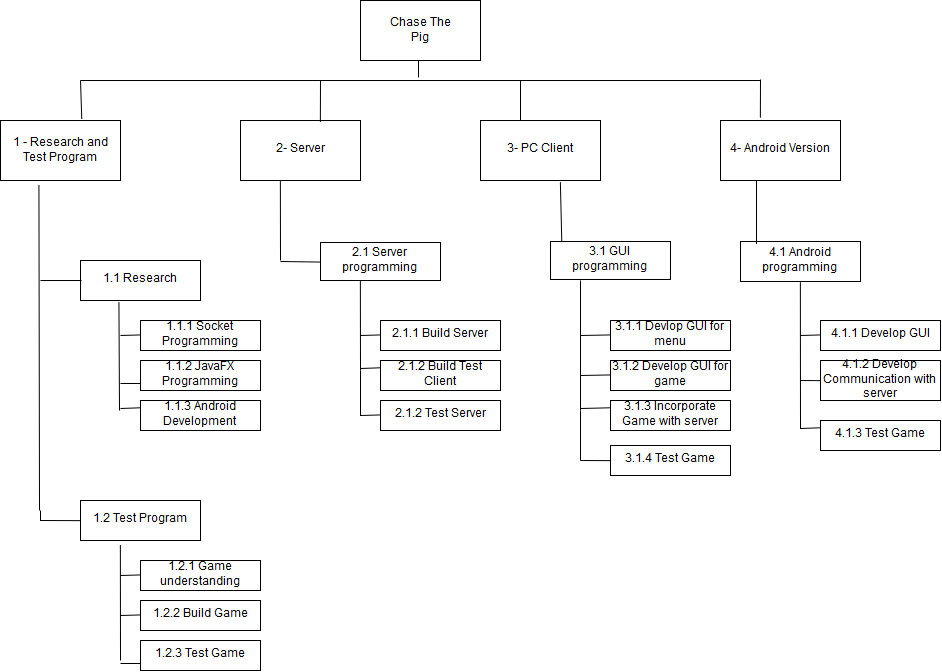 Chase The
Pig
1 - Research and
Test Program
2- Server
3- PC Client
4- Android Version
1.1 Research
1.1.1 Socket
Programming
1.1.2 JavaFX
Programming
1.1.3 Android
Development
1.2 Test Program
1.2.1 Game
understanding
1.2.2 Build Game
1.2.3 Test Game
2.1 Server
programming
2.1.1 Build Server
2.1.2 Build Test
Client
2.1.2 Test Server
3.1 GUI
programming
3.1.1 Devlop GUI for
menu
3.1.2 Develop GUI for
game
3.1.3 Incorporate
Game with server
3.1.4 Test Game
4.1 Android
programming
4.1.1 Develop GUI
4.1.2 Develop
Communication with
server
4.1.3 Test Game